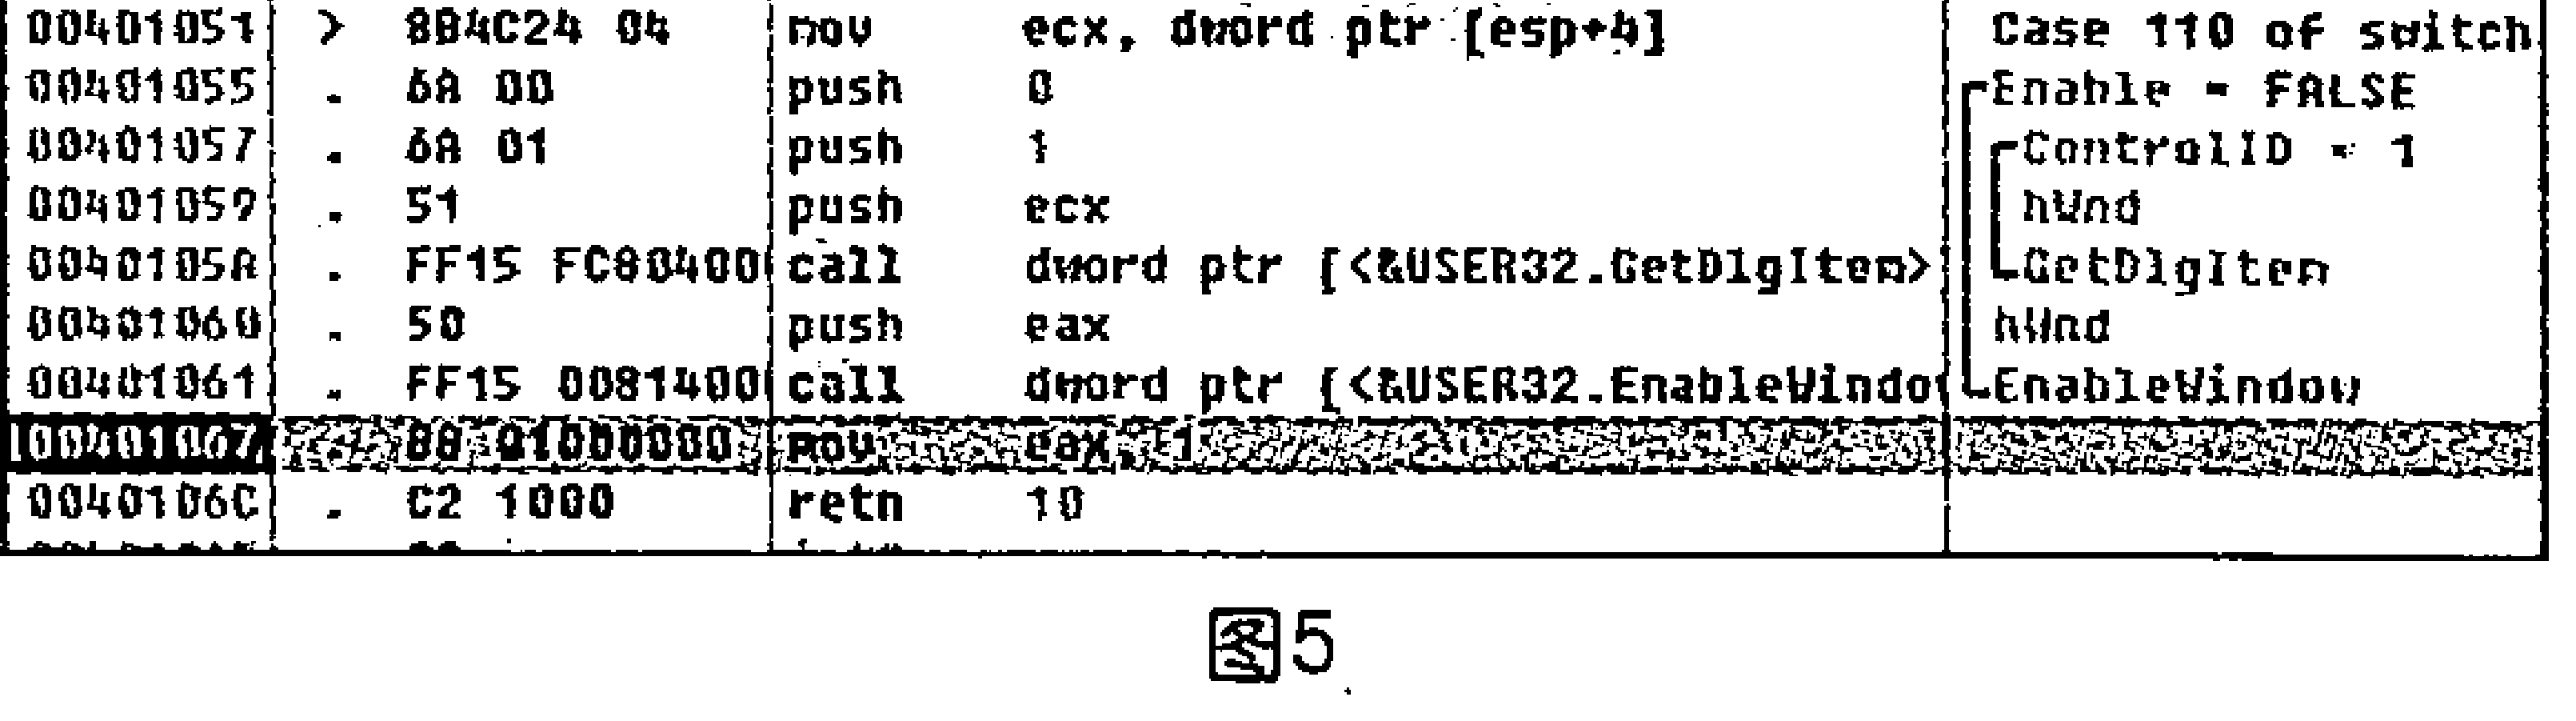 00401051 > 8B4C24 04 mov ecx, dword ptr [esp+4] Case 110 of switch
00401055 . 6A 00 push 0 Enable = FALSE
00401057 . 6A 01 push 1 ControlID = 1
00401059 . 51 push ecx hWnd
0040105A . FF15 FC804000 call dword ptr [<&USER32.GetDlgItem>] GetDlgItem
00401060 . 50 push eax hWnd
00401061 . FF15 00814000 call dword ptr [<&USER32.EnableWindow EnableWindow
00401067 B8 01000000 mov eax, 1
0040106C . C2 1000 retn 10
图5